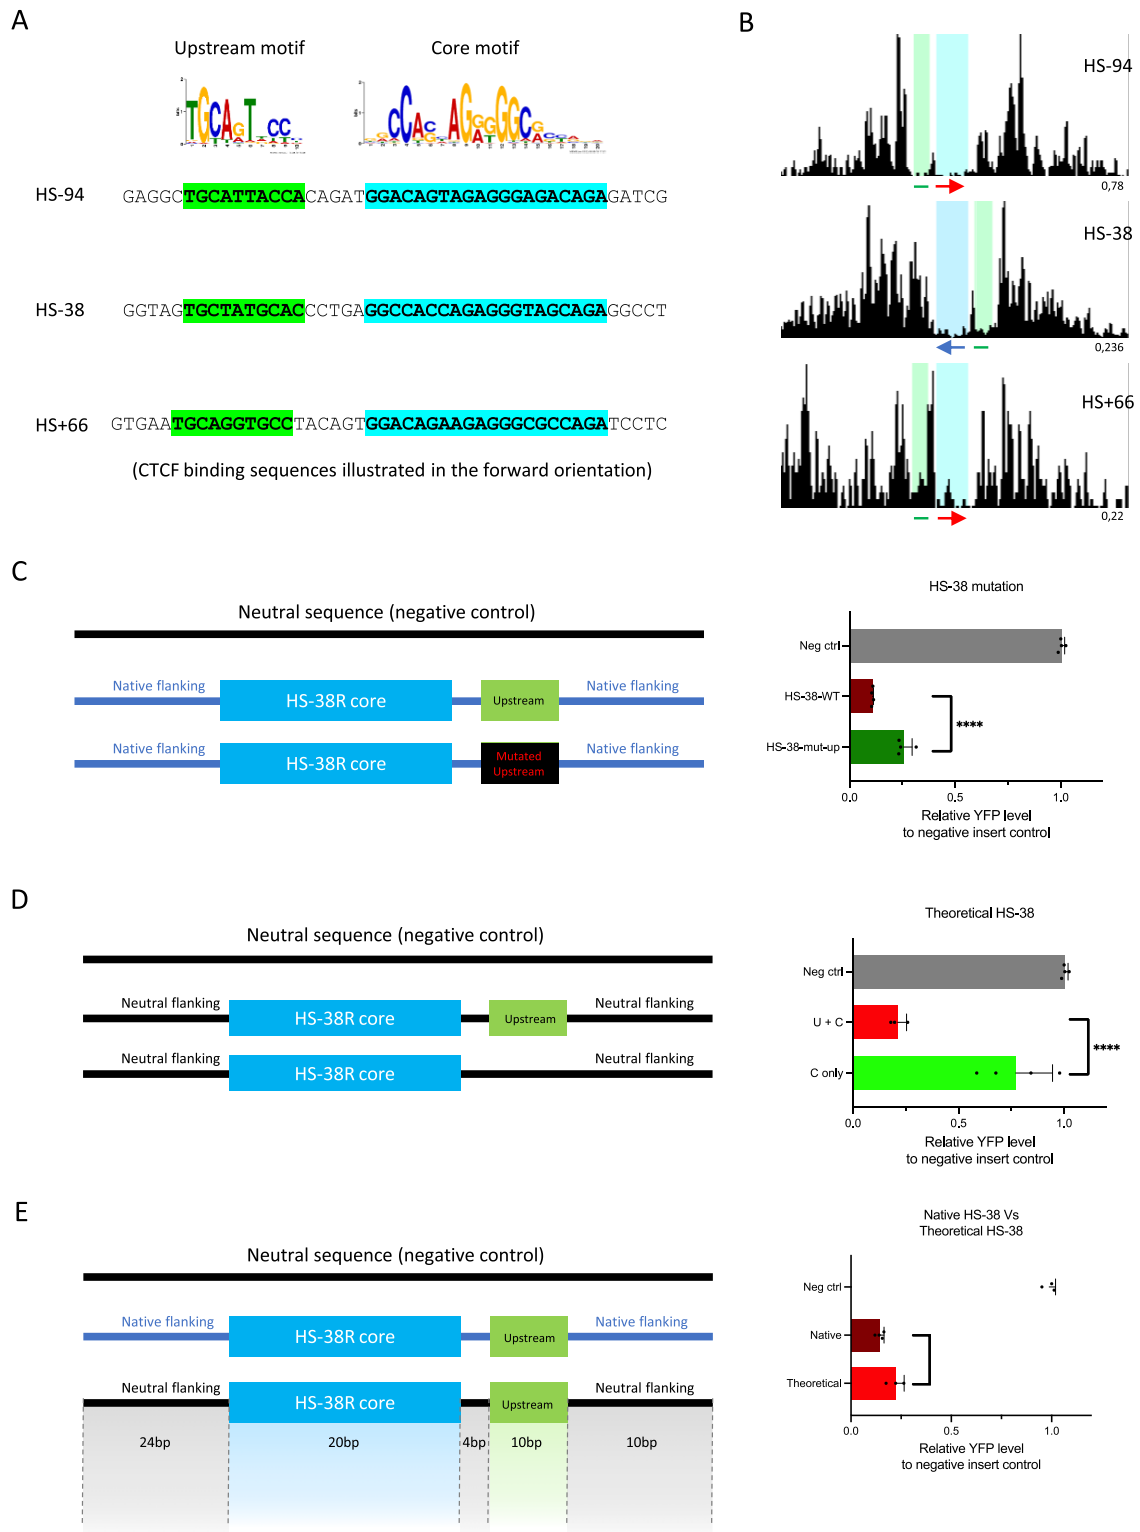 A
Upstream motif
Core motif
HS-94
GAGGCTGCATTACCACAGATGGACAGTAGAGGGAGACAGAGATCG
HS-38
GGTAGTGCTATGCACCCTGAGGCCACCAGAGGGTAGCAGAGGCCT
HS+66
GTGAATGCAGGTGCCTACAGTGGACAGAAGAGGGCGCCAGATCCTC
(CTCF binding sequences illustrated in the forward orientation)
B
HS-94
0,78
HS-38
0,236
HS+66
0,22
C
Neutral sequence (negative control)
Native flanking
HS-38R core
Upstream
Native flanking
Native flanking
HS-38R core
Mutated
Upstream
Native flanking
HS-38 mutation
Neg ctrl
HS-38-WT
HS-38-mut-up
****
0.0 0.5 1.0
Relative YFP level
to negative insert control
D
Neutral sequence (negative control)
Neutral flanking
HS-38R core
Upstream
Neutral flanking
Neutral flanking
HS-38R core
Neutral flanking
Theoretical HS-38
Neg ctrl
U + C
C only
****
0.0 0.5 1.0
Relative YFP level
to negative insert control
E
Neutral sequence (negative control)
Native flanking
HS-38R core
Upstream
Native flanking
Neutral flanking
HS-38R core
Upstream
Neutral flanking
24bp 20bp 4bp 10bp 10bp
Native HS-38 Vs
Theoretical HS-38
Neg ctrl
Native
Theoretical
0.0 0.5 1.0
Relative YFP level
to negative insert control